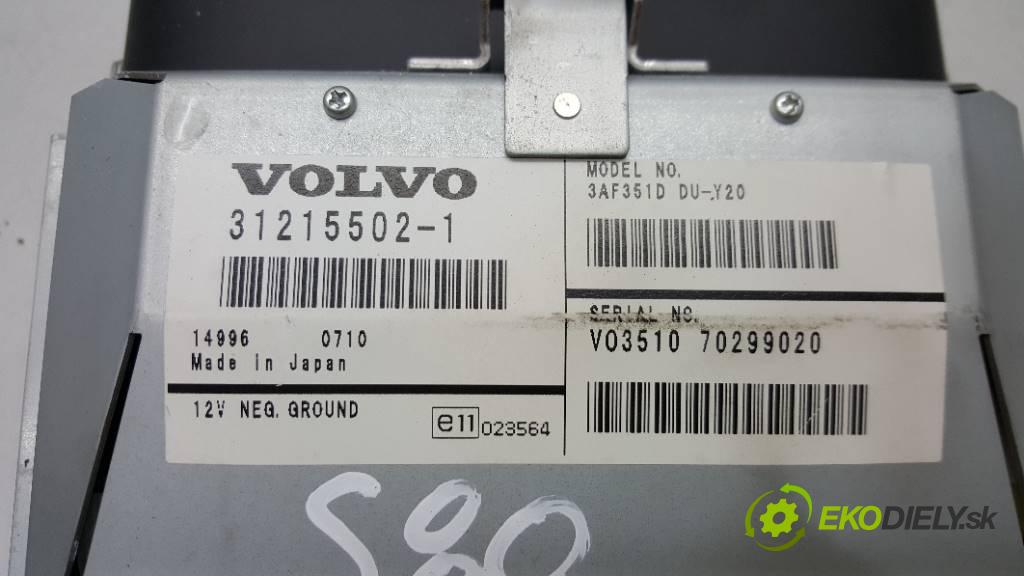 VOLVO
31215502-1
14996 0710
Made in Japan
12V NEG. GROUND
e11 023564
MODEL NO.
3AF351D DU-Y20
SERIAL NO.
VO3510 70299020
S80
EKODIELY.sk